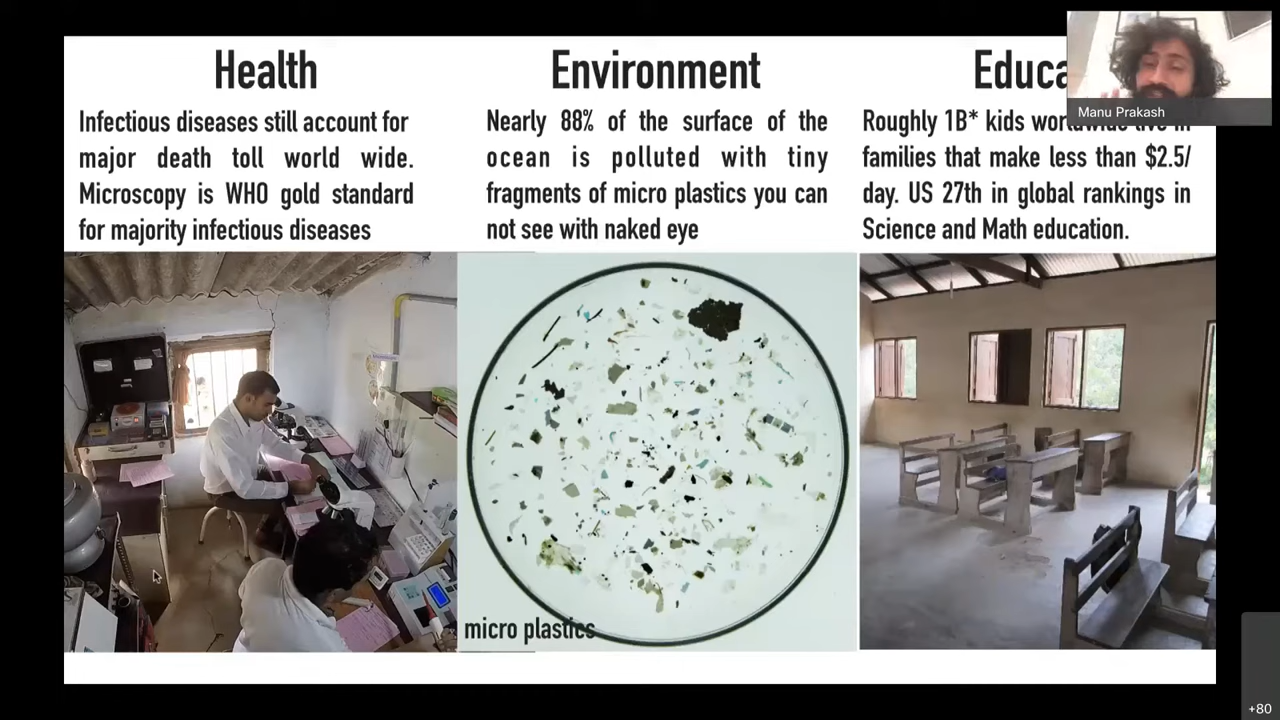 Health
Infectious diseases still account for
major death toll world wide.
Microscopy is WHO gold standard
for majority infectious diseases
Environment
Nearly 88% of the surface of the
ocean is polluted with tiny
fragments of micro plastics you can
not see with naked eye
micro plastics
Educa
Roughly 1B* kids worldwide live in
families that make less than $2.5/
day. US 27th in global rankings in
Science and Math education.
Manu Prakash
+80